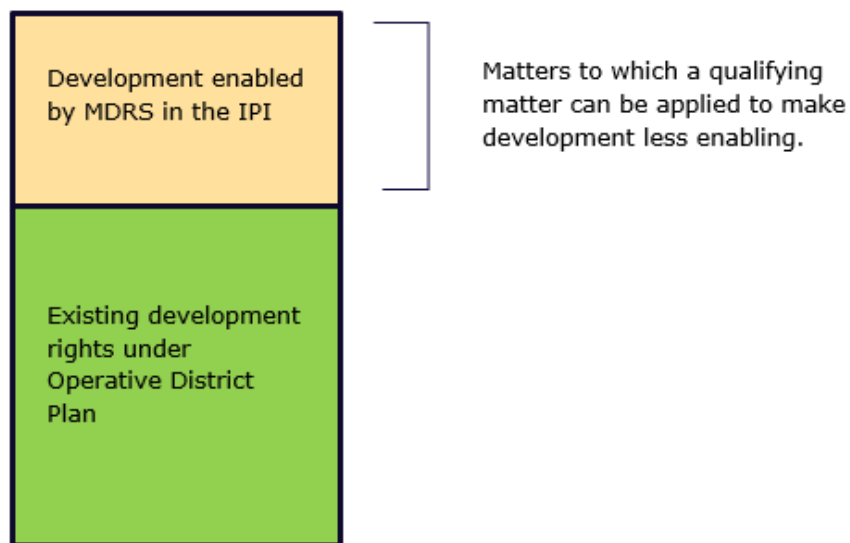 Development enabled
by MDRS in the IPI
Matters to which a qualifying
matter can be applied to make
development less enabling.
Existing development
rights under
Operative District
Plan